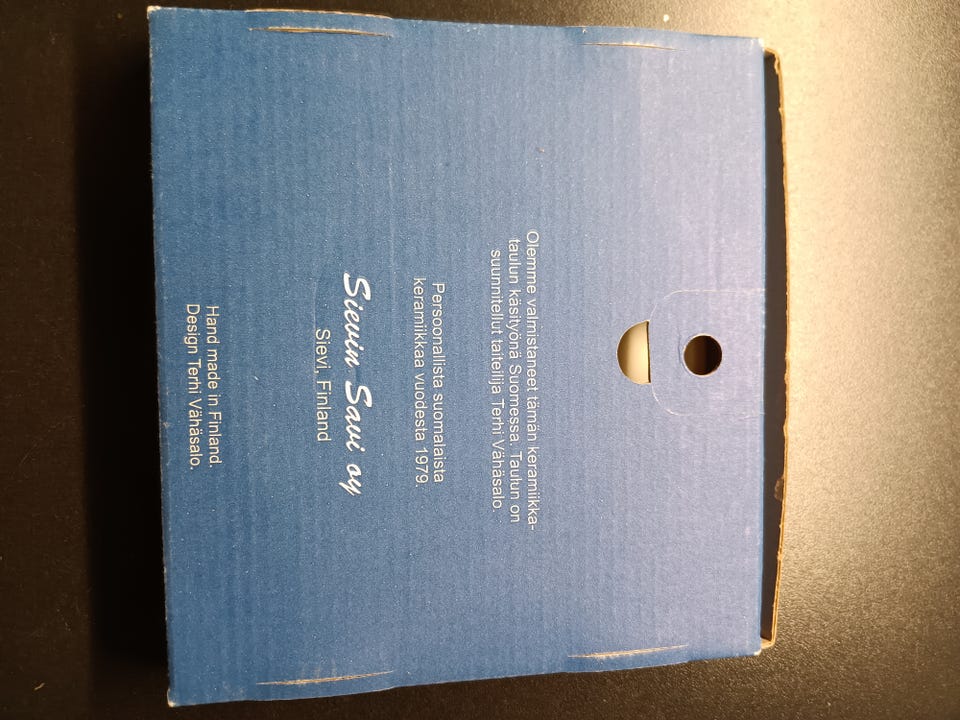 Olemme valmistaneet tämän keramiikka-
taulun käsityönä Suomessa. Taulun on
suunnitellut taiteilija Terhi Vähäsalo.
Persoonallista suomalaista
keramiikkaa vuodesta 1979.
Sievin Savi oy
Sievi, Finland
Hand made in Finland.
Design Terhi Vähäsalo.